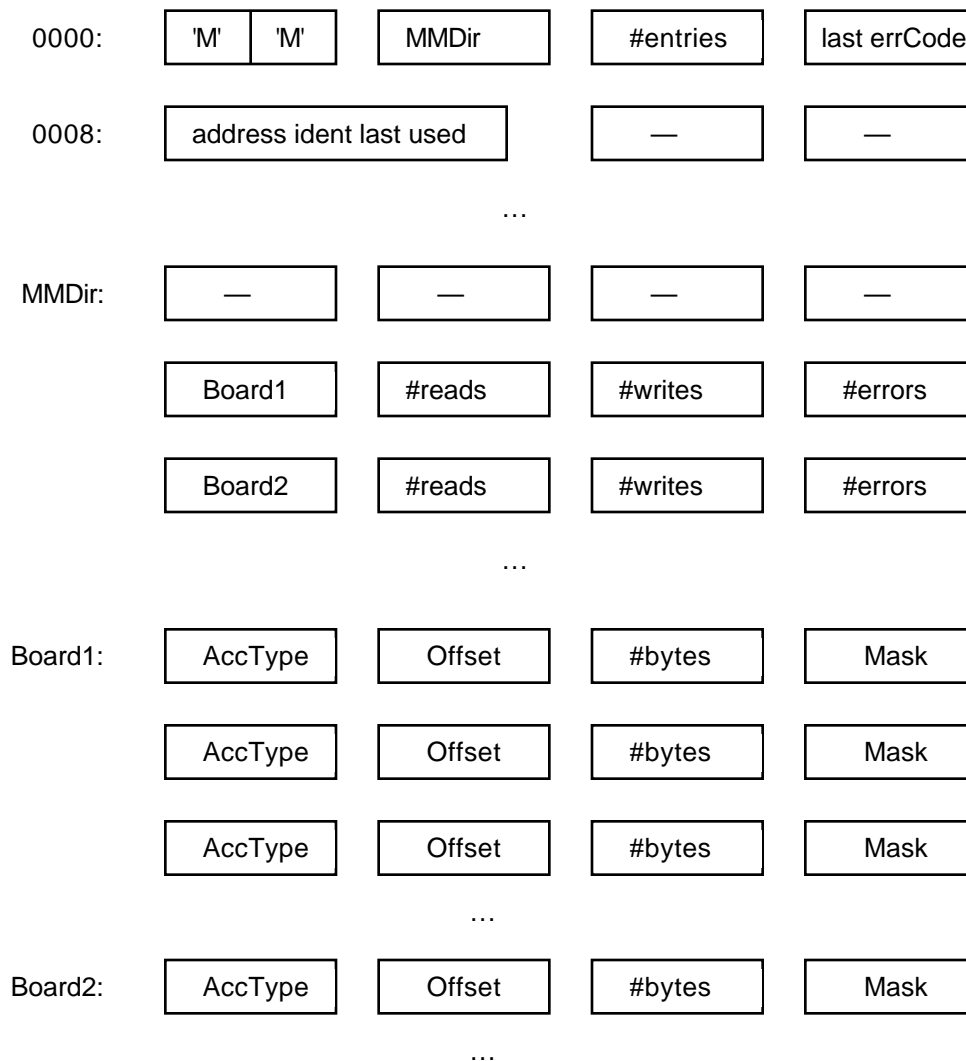 0000: 'M' 'M' MMDir #entries last errCode
0008: address ident last used — —
…
MMDir: — — — —
Board1 #reads #writes #errors
Board2 #reads #writes #errors
…
Board1: AccType Offset #bytes Mask
AccType Offset #bytes Mask
AccType Offset #bytes Mask
…
Board2: AccType Offset #bytes Mask
…